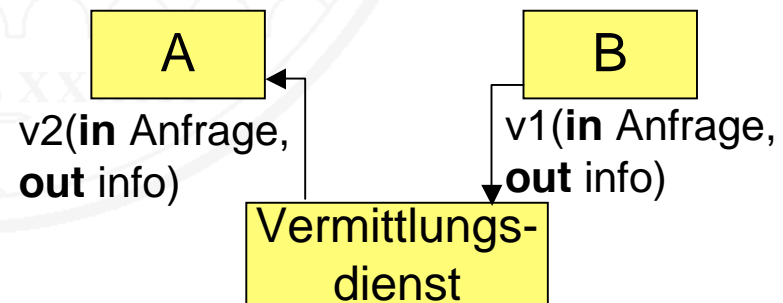 A
B
v2(in Anfrage,
out info)
v1(in Anfrage,
out info)
Vermittlungs-
dienst